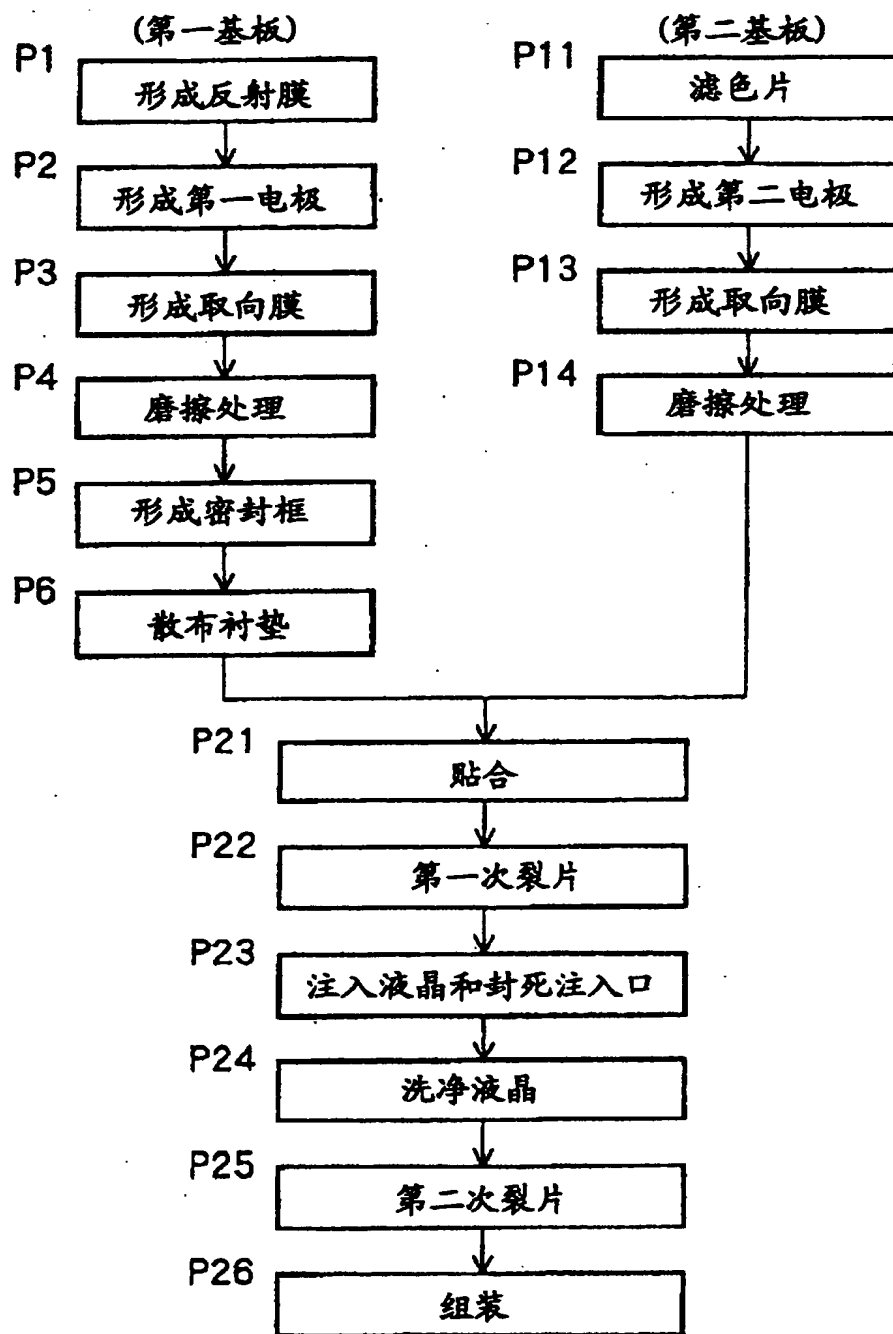 (第一基板)
P1
形成反射膜
P2
形成第一电极
P3
形成取向膜
P4
磨擦处理
P5
形成密封框
P6
散布衬垫
(第二基板)
P11
滤色片
P12
形成第二电极
P13
形成取向膜
P14
磨擦处理
P21
贴合
P22
第一次裂片
P23
注入液晶和封死注入口
P24
洗净液晶
P25
第二次裂片
P26
组装